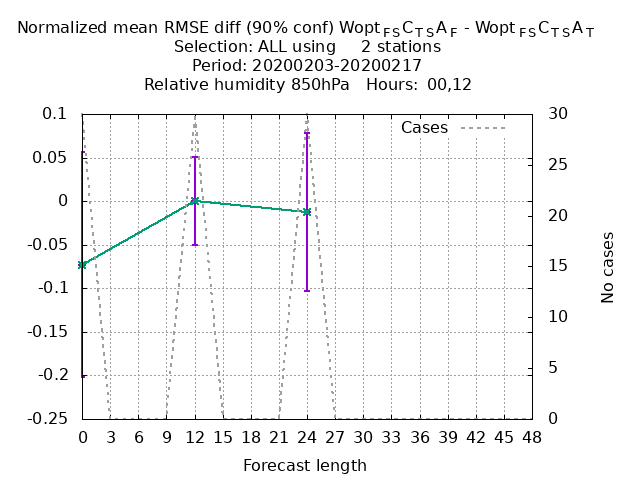 Normalized mean RMSE diff (90% conf) Wopt FS C TS A F - Wopt FS C TS A T
Selection: ALL using 2 stations
Period: 20200203-20200217
Relative humidity 850hPa Hours: 00,12
Cases
0.1
0.05
0
-0.05
-0.1
-0.15
-0.2
-0.25
30
25
20
15
10
5
0
No cases
0 3 6 9 12 15 18 21 24 27 30 33 36 39 42 45 48
Forecast length